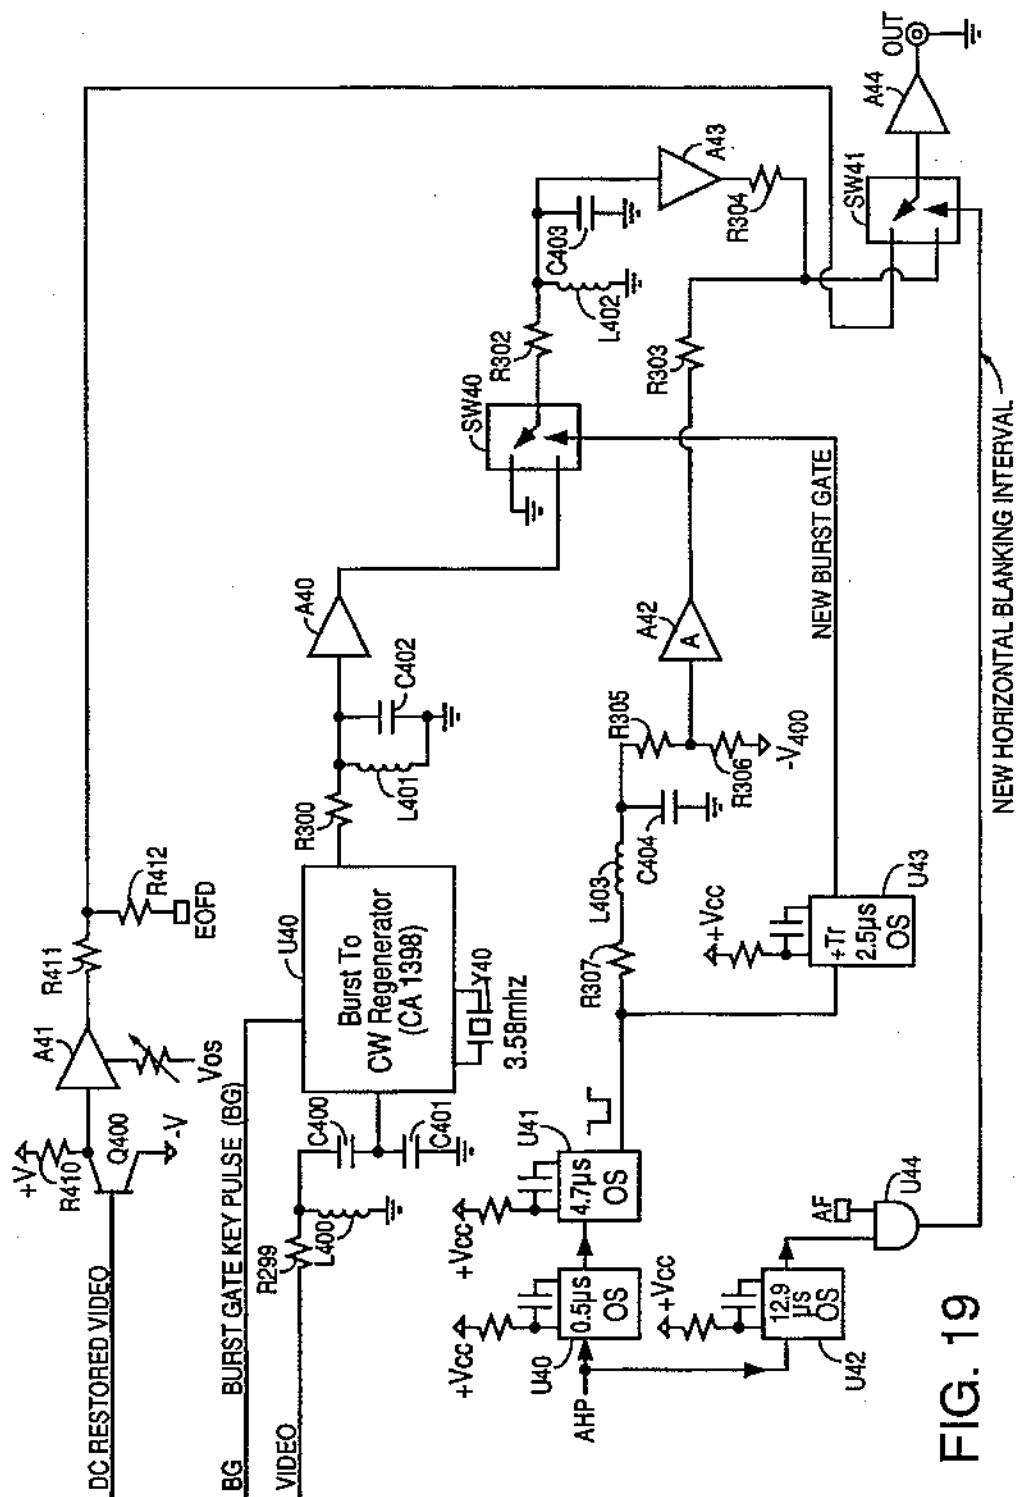 DC RESTORED VIDEO
+V
R410
Q400
-V
A41
Vos
R411
R412
EOFD
BG
BURST GATE KEY PULSE (BG)
VIDEO
R299
L400
C400
C401
U40
Burst To
CW Regenerator
(CA 1398)
Y40
3.58mhz
R300
L401
C402
A40
SW40
R302
L402
C403
A43
R304
AHP
+Vcc
0.5µs
OS
U40
+Vcc
4.7µs
OS
U41
R307
L403
C404
R305
R306
-V400
A42
A
R303
+Vcc
+Tr
2.5µs
OS
U43
NEW BURST GATE
+Vcc
12.9
µs
OS
U42
AF
U44
NEW HORIZONTAL BLANKING INTERVAL
SW41
A44
OUT
FIG. 19